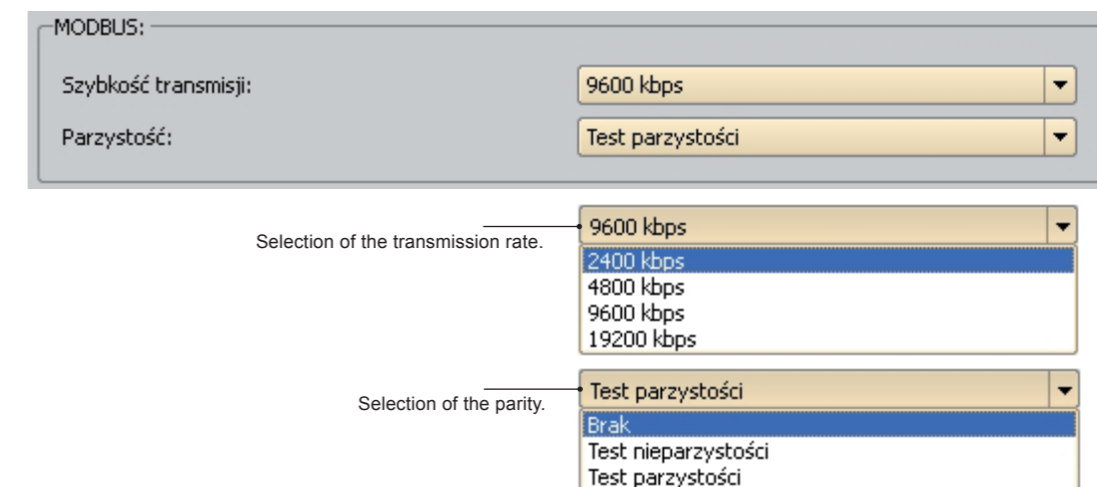 MODBUS:
Szybkość transmisji: 9600 kbps
Parzystość: Test parzystości
Selection of the transmission rate. 9600 kbps
2400 kbps
4800 kbps
9600 kbps
19200 kbps
Selection of the parity. Test parzystości
Brak
Test nieparzystości
Test parzystości